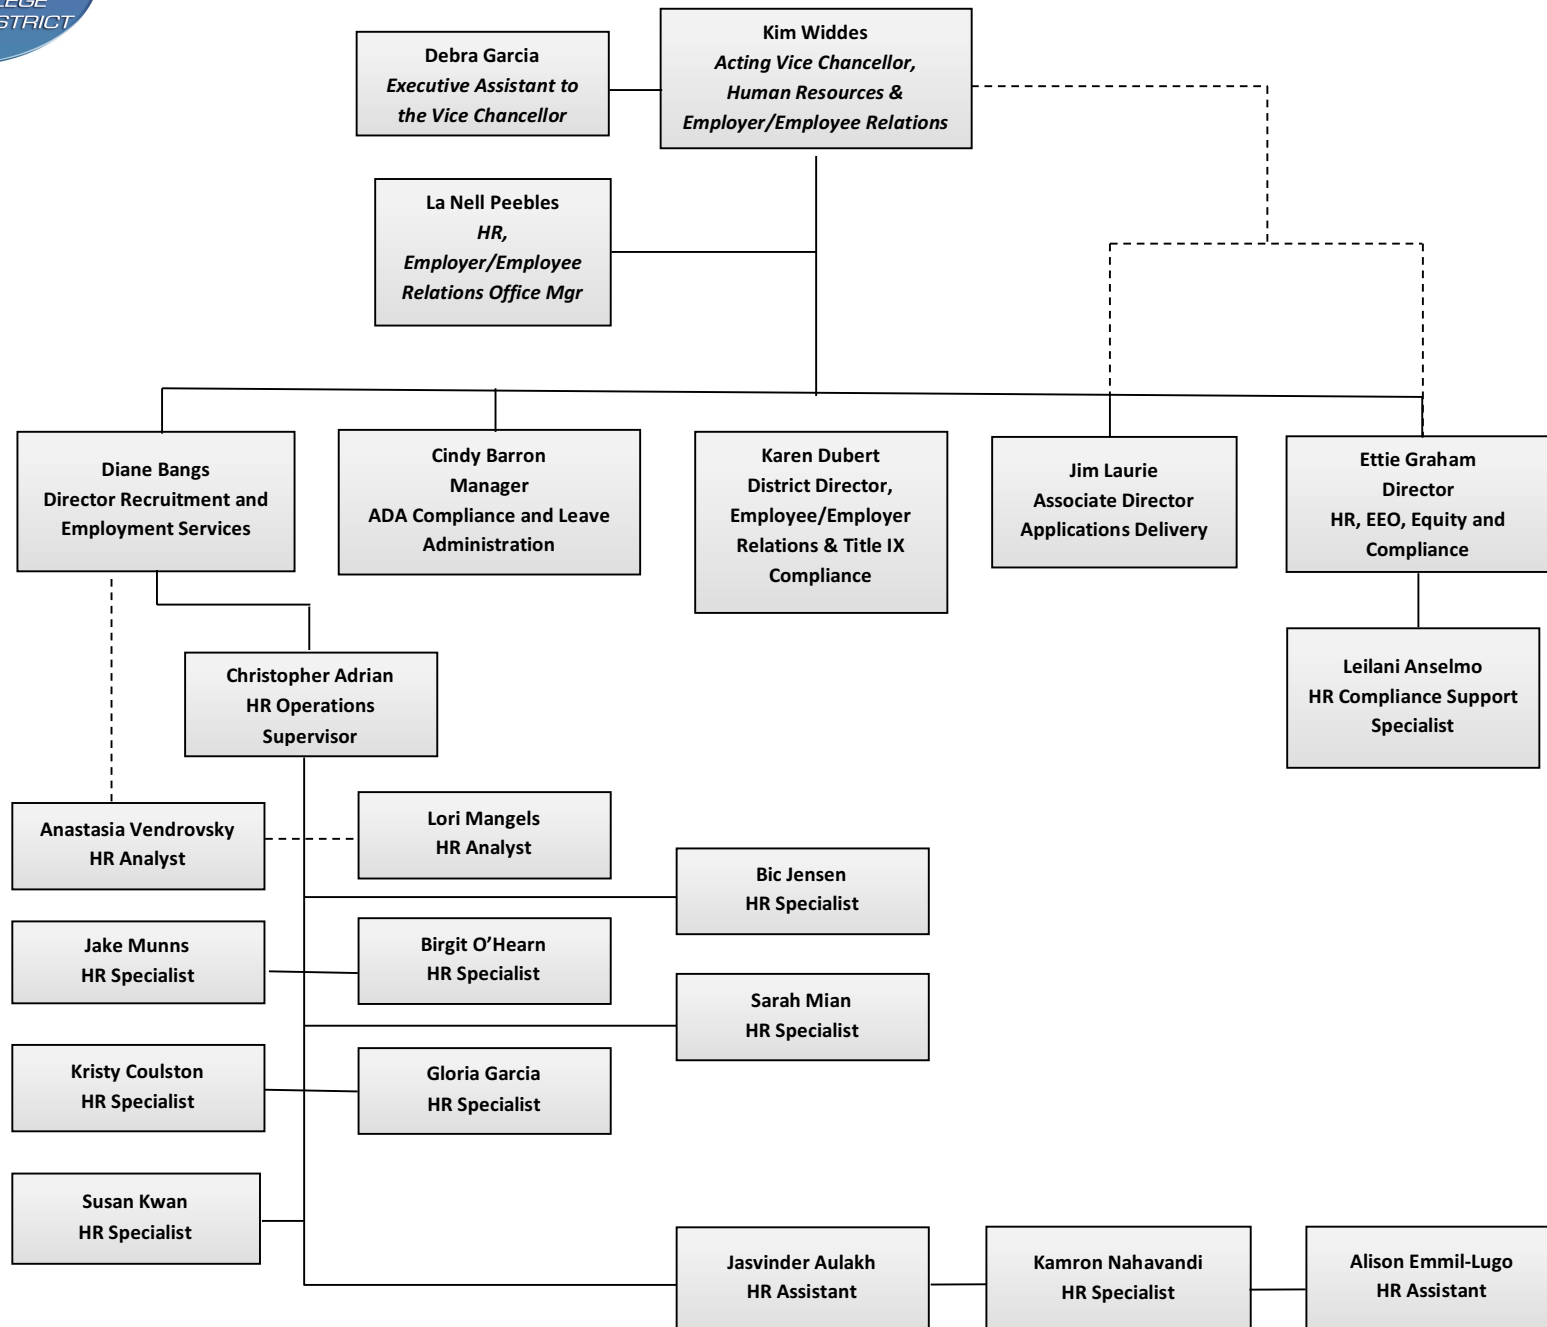 LEGE
STRICT
Debra Garcia
Executive Assistant to
the Vice Chancellor
Kim Widdes
Acting Vice Chancellor,
Human Resources &
Employer/Employee Relations
La Nell Peebles
HR,
Employer/Employee
Relations Office Mgr
Diane Bangs
Director Recruitment and
Employment Services
Cindy Barron
Manager
ADA Compliance and Leave
Administration
Karen Dubert
District Director,
Employee/Employer
Relations & Title IX
Compliance
Jim Laurie
Associate Director
Applications Delivery
Ettie Graham
Director
HR, EEO, Equity and
Compliance
Christopher Adrian
HR Operations
Supervisor
Leilani Anselmo
HR Compliance Support
Specialist
Anastasia Vendrovsky
HR Analyst
Lori Mangels
HR Analyst
Bic Jensen
HR Specialist
Jake Munns
HR Specialist
Birgit O’Hearn
HR Specialist
Sarah Mian
HR Specialist
Kristy Coulston
HR Specialist
Gloria Garcia
HR Specialist
Susan Kwan
HR Specialist
Jasvinder Aulakh
HR Assistant
Kamron Nahavandi
HR Specialist
Alison Emmil-Lugo
HR Assistant